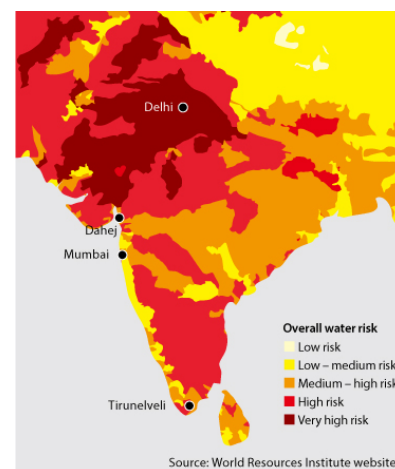 Delhi
Dahej
Mumbai
Overall water risk
Low risk
Low – medium risk
Medium – high risk
High risk
Very high risk
Tirunelveli
Source: World Resources Institute website